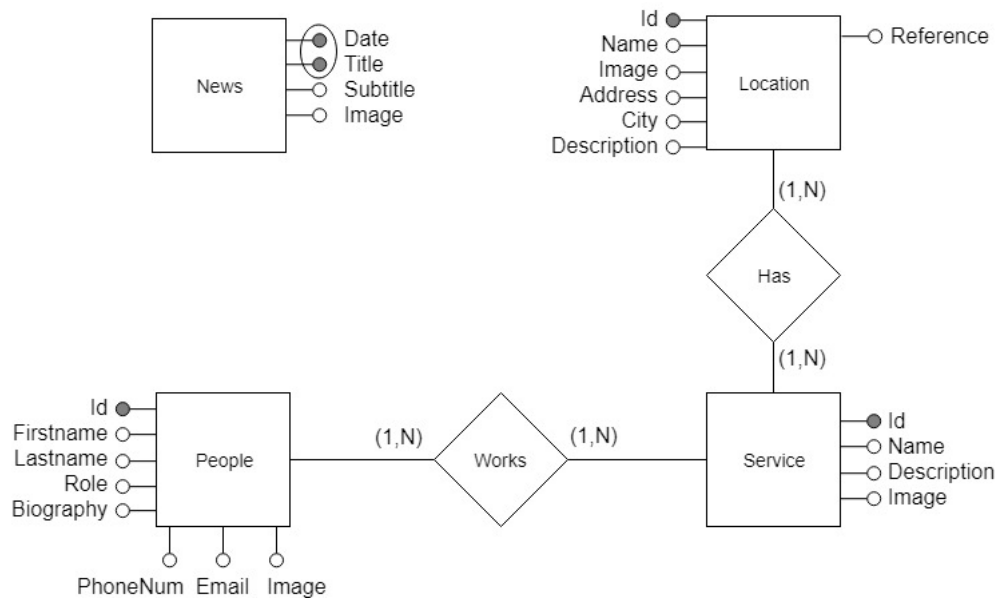 News
Date
Title
Subtitle
Image
Id
Name
Image
Address
City
Description
Location
Reference
(1,N)
Has
(1,N)
Id
Firstname
Lastname
Role
Biography
People
PhoneNum Email Image
(1,N)
Works
(1,N)
Service
Id
Name
Description
Image